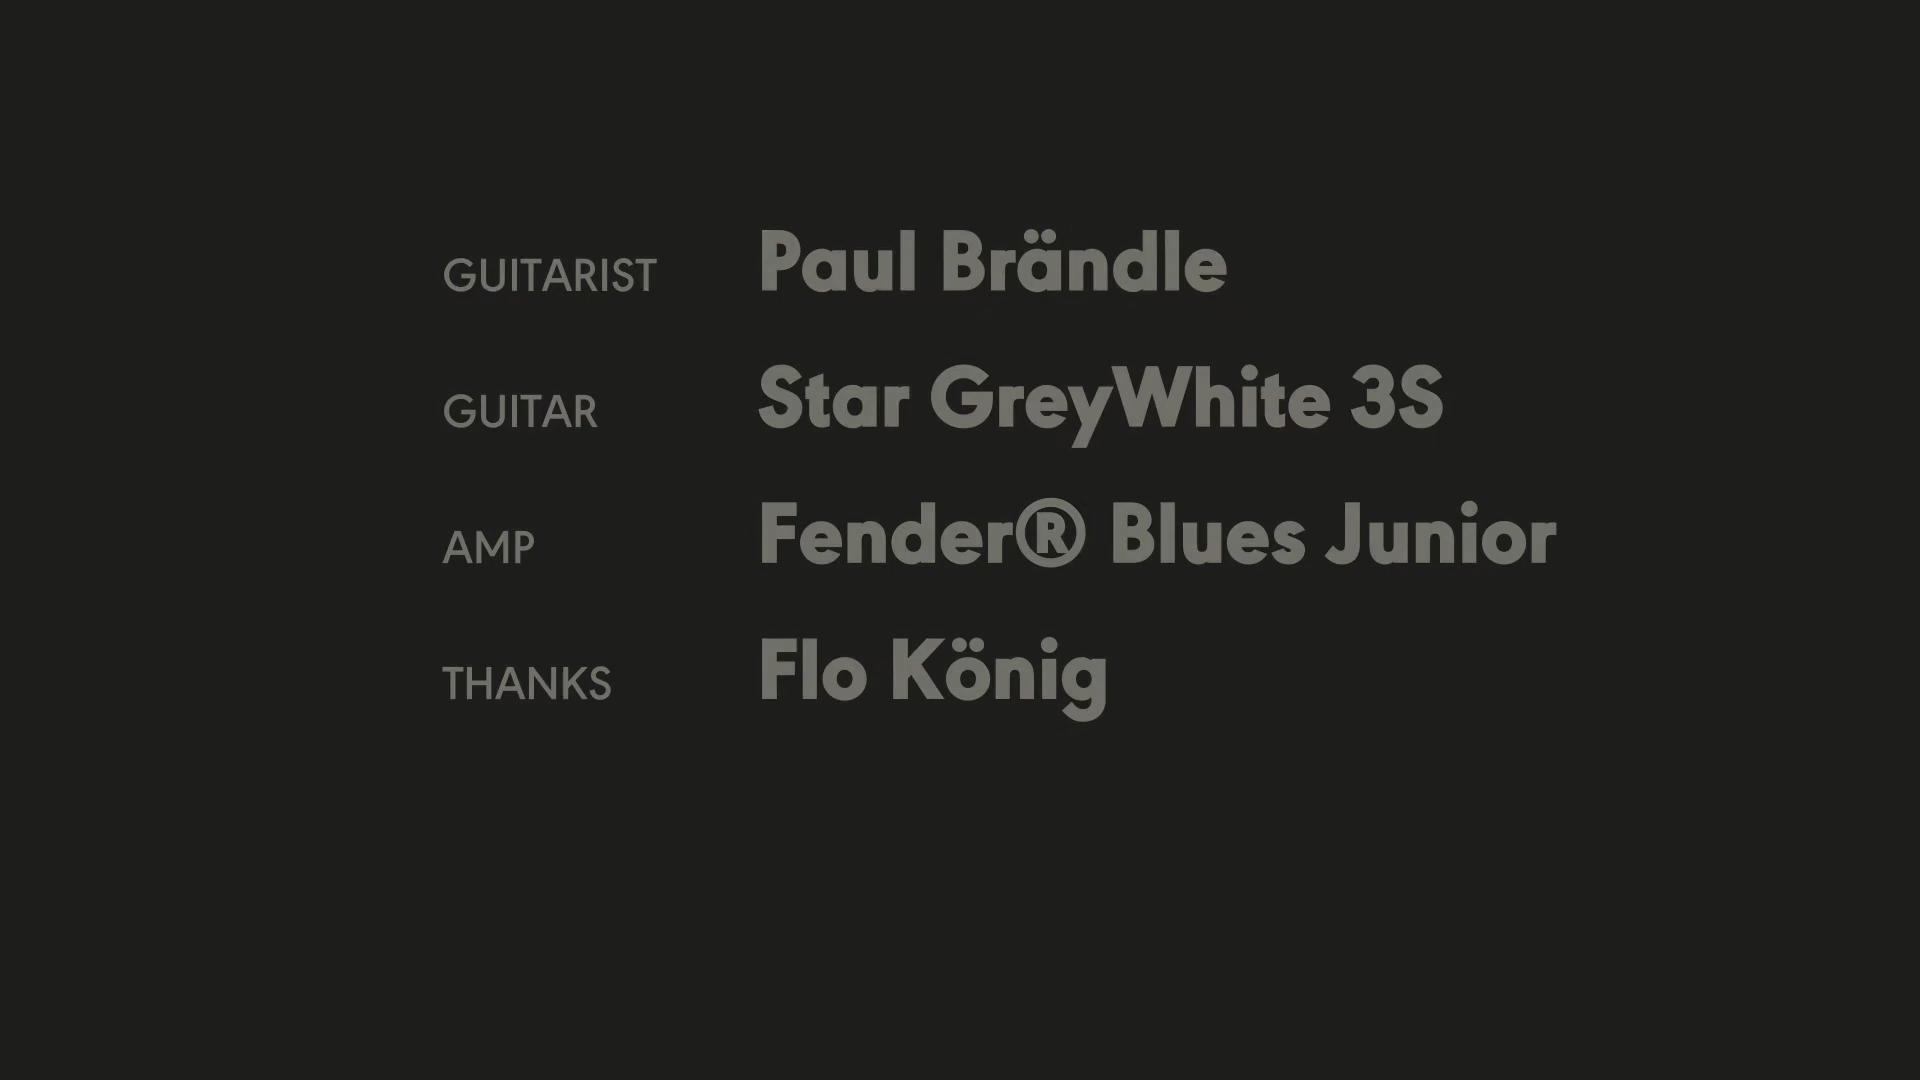 GUITARIST Paul Brändle
GUITAR Star GreyWhite 3S
AMP Fender® Blues Junior
THANKS Flo König